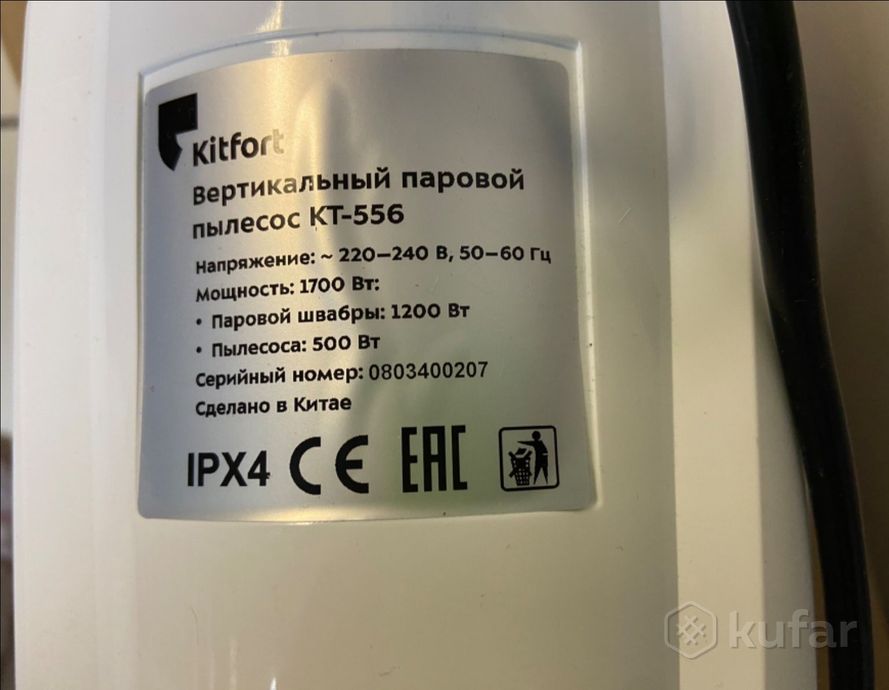 Kitfort
Вертикальный паровой
пылесос КТ-556
Напряжение: ~ 220–240 В, 50–60 Гц
Мощность: 1700 Вт:
• Паровой швабры: 1200 Вт
• Пылесоса: 500 Вт
Серийный номер: 0803400207
Сделано в Китае
IPX4 CE EAC
kufar